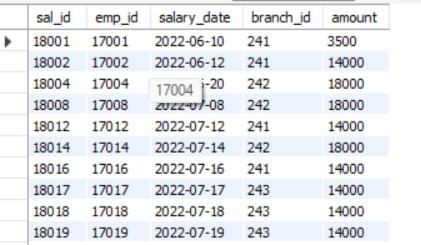 sal_id emp_id salary_date branch_id amount
18001 17001 2022-06-10 241 3500
18002 17002 2022-06-12 241 14000
18004 17004 -20 242 18000
17004
18008 17008 2022-07-08 242 18000
18012 17012 2022-07-12 241 14000
18014 17014 2022-07-14 242 18000
18016 17016 2022-07-16 241 14000
18017 17017 2022-07-17 243 14000
18018 17018 2022-07-18 243 14000
18019 17019 2022-07-19 243 14000